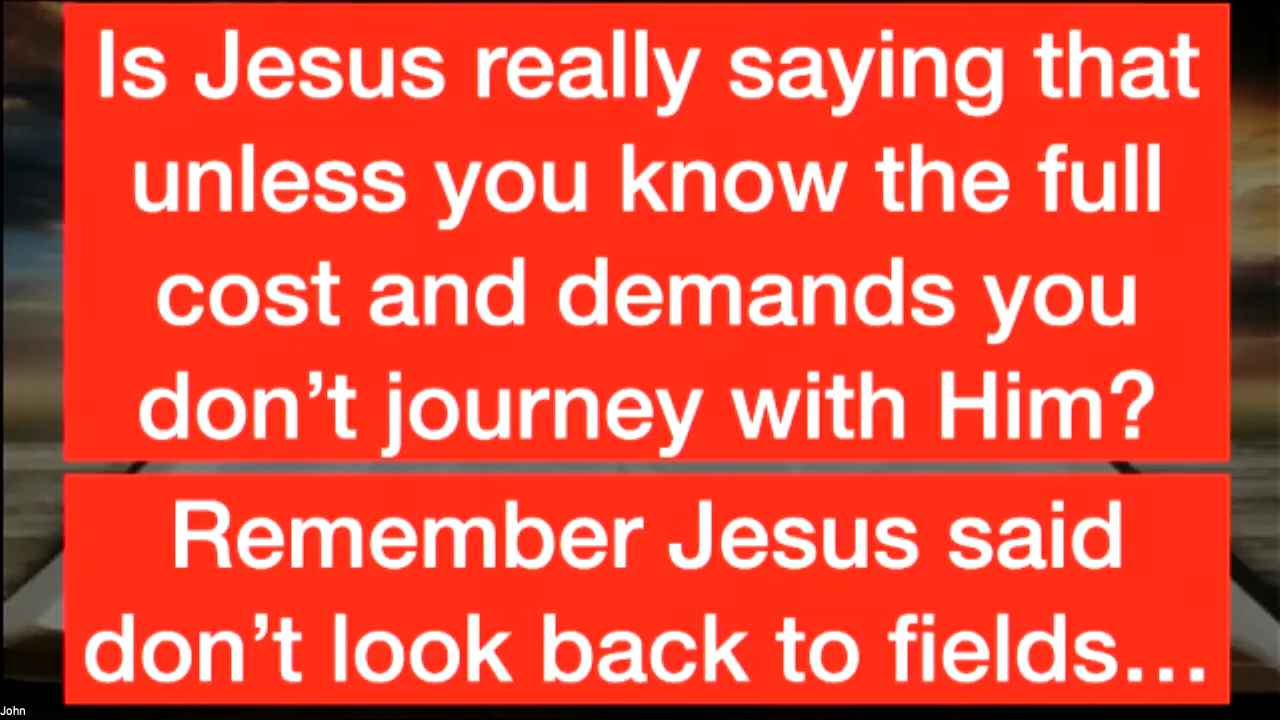 Is Jesus really saying that
unless you know the full
cost and demands you
don’t journey with Him?
Remember Jesus said
don’t look back to fields…
John